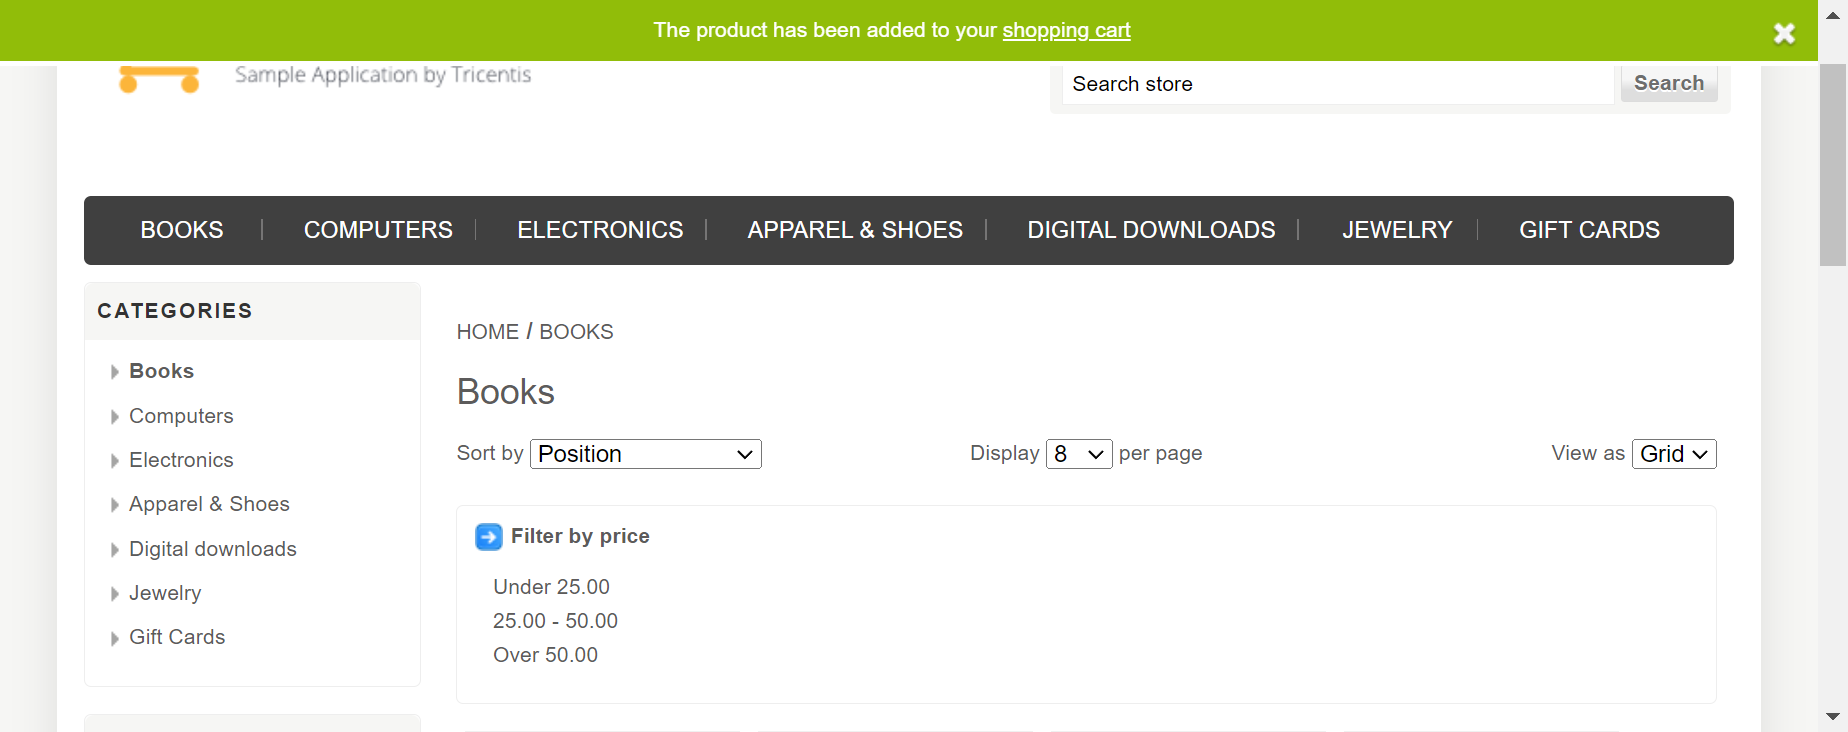 The product has been added to your shopping cart
Sample Application by Tricentis
Search store
Search
BOOKS
COMPUTERS
ELECTRONICS
APPAREL & SHOES
DIGITAL DOWNLOADS
JEWELRY
GIFT CARDS
CATEGORIES
Books
Computers
Electronics
Apparel & Shoes
Digital downloads
Jewelry
Gift Cards
HOME / BOOKS
Books
Sort by Position
Display 8 per page
View as Grid
Filter by price
Under 25.00
25.00 - 50.00
Over 50.00